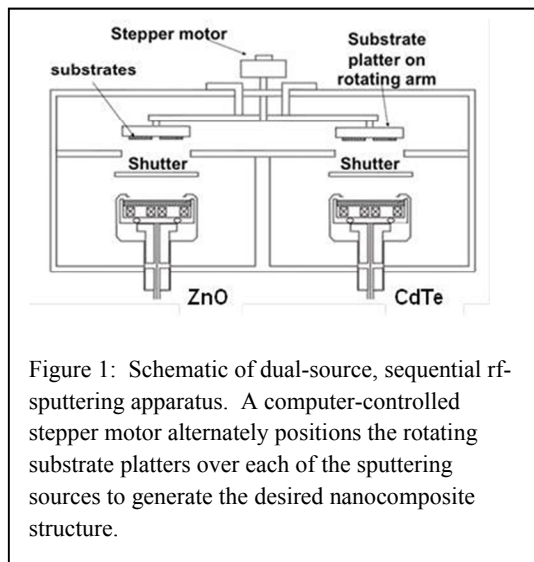 Stepper motor
Substrate
platter on
rotating arm
substrates
Shutter
Shutter
ZnO
CdTe
Figure 1:  Schematic of dual-source, sequential rf-
sputtering apparatus.  A computer-controlled
stepper motor alternately positions the rotating
substrate platters over each of the sputtering
sources to generate the desired nanocomposite
structure.